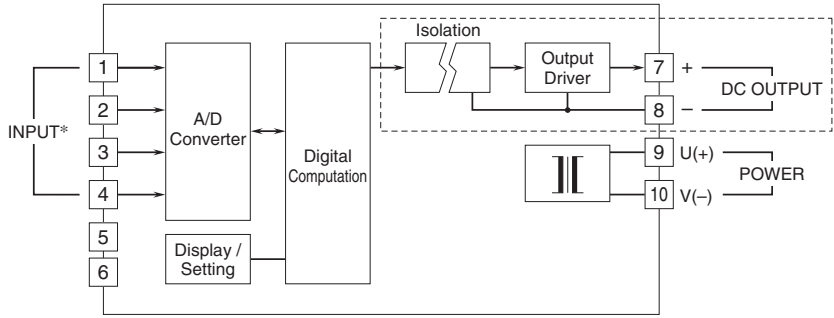 Isolation
1
2
3
4
5
6
INPUT*
A/D
Converter
Display /
Setting
Digital
Computation
Output
Driver
7
+
8
–
DC OUTPUT
9
U(+)
10
V(–)
POWER